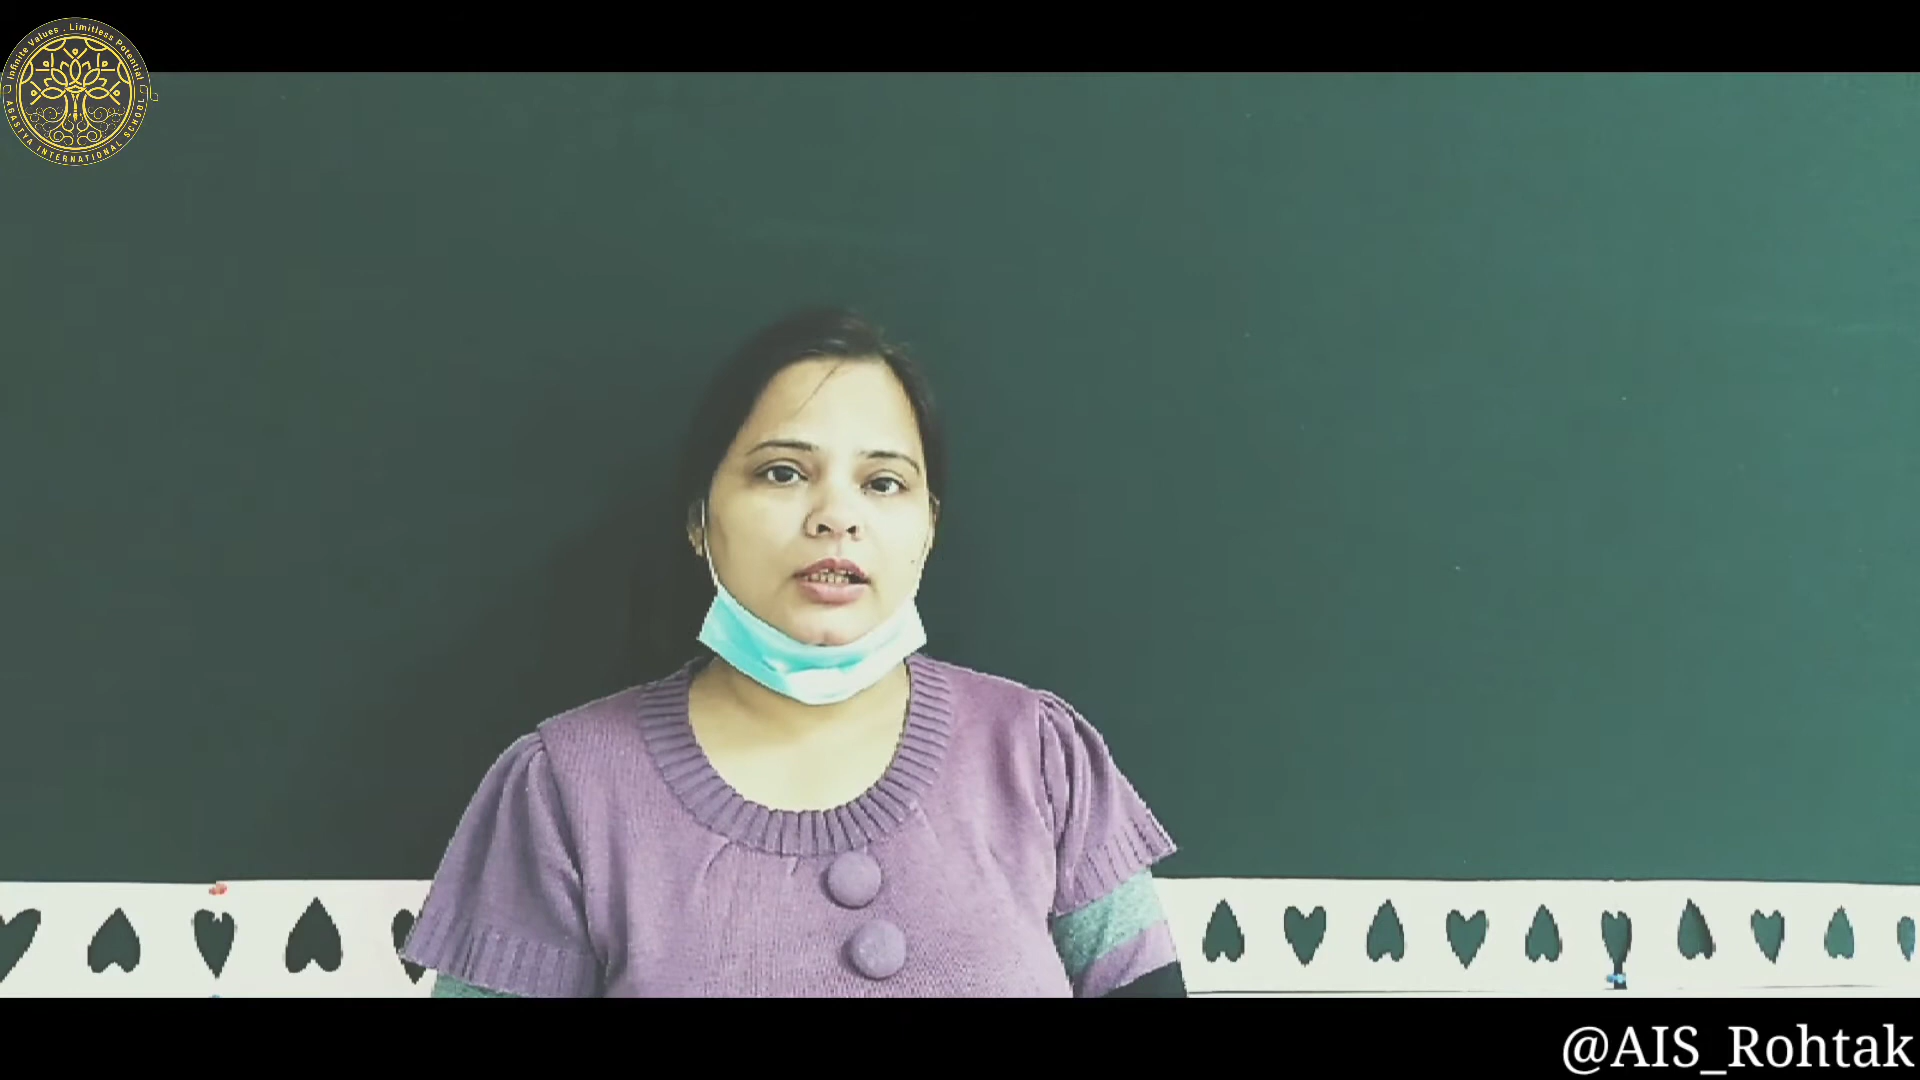 Infinite Values . Limitless Potential
AGASTYA INTERNATIONAL SCHOOL
@AIS_Rohtak